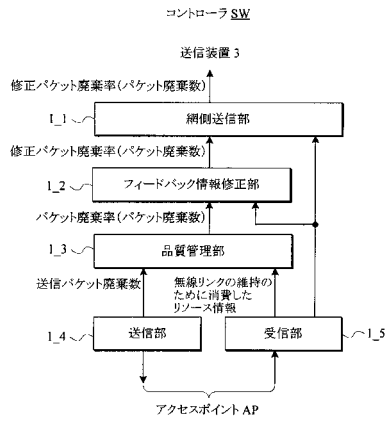 コントローラ SW
送信装置 3
修正パケット廃棄率(パケット廃棄数)
1_1
網側送信部
修正パケット廃棄率(パケット廃棄数)
1_2
フィードバック情報修正部
パケット廃棄率(パケット廃棄数)
1_3
品質管理部
送信パケット廃棄数
無線リンクの維持の
ために消費した
リソース情報
1_4
送信部
受信部
1_5
アクセスポイント AP